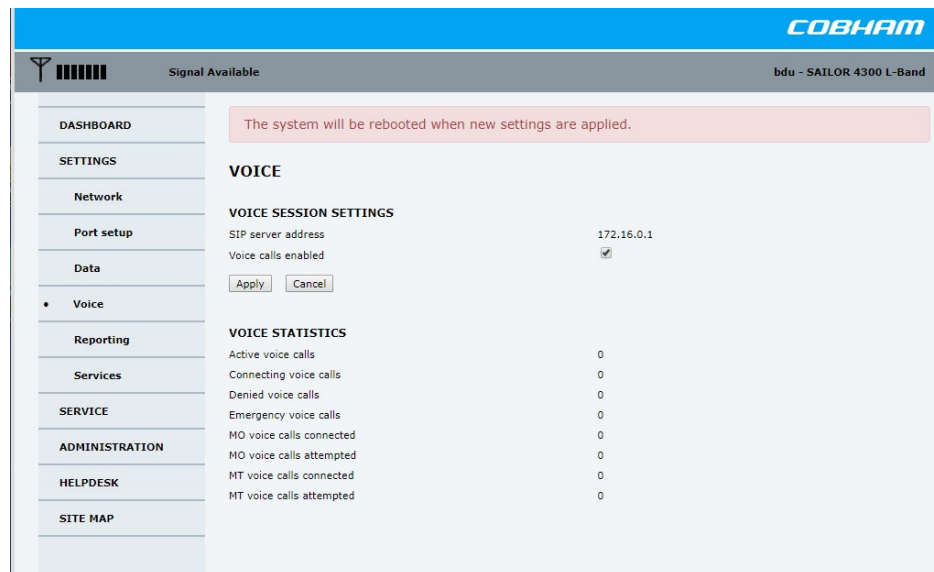 COBHAM
Signal Available
bdu - SAILOR 4300 L-Band
DASHBOARD
SETTINGS
Network
Port setup
Data
Voice
Reporting
Services
SERVICE
ADMINISTRATION
HELPDESK
SITE MAP
The system will be rebooted when new settings are applied.
VOICE
VOICE SESSION SETTINGS
SIP server address 172.16.0.1
Voice calls enabled
Apply Cancel
VOICE STATISTICS
Active voice calls 0
Connecting voice calls 0
Denied voice calls 0
Emergency voice calls 0
MO voice calls connected 0
MO voice calls attempted 0
MT voice calls connected 0
MT voice calls attempted 0